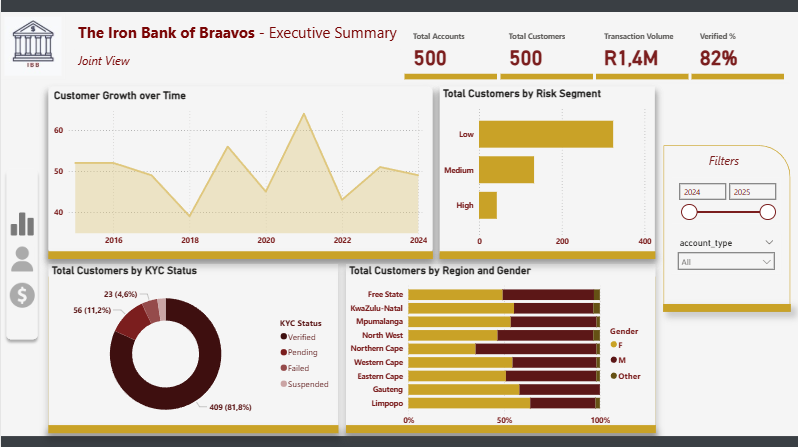 The Iron Bank of Braavos - Executive Summary
Joint View
IBB
Total Accounts
500
Total Customers
500
Transaction Volume
R1,4M
Verified %
82%
Customer Growth over Time
60
50
40
2016
2018
2020
2022
2024
Total Customers by Risk Segment
Low
Medium
High
0
200
400
Filters
2024
2025
account_type
All
Total Customers by KYC Status
23 (4,6%)
56 (11,2%)
409 (81,8%)
KYC Status
Verified
Pending
Failed
Suspended
Total Customers by Region and Gender
Free State
KwaZulu-Natal
Mpumalanga
North West
Northern Cape
Western Cape
Eastern Cape
Gauteng
Limpopo
0%
50%
100%
Gender
F
M
Other